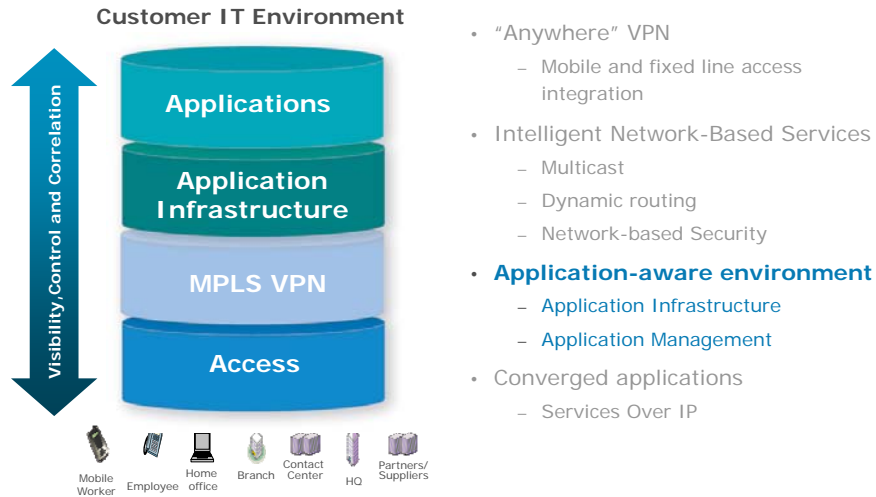 Customer IT Environment
Visibility,Control and Correlation
Applications
Application
Infrastructure
MPLS VPN
Access
Mobile
Worker
Employee
Home
office
Branch
Contact
Center
HQ
Partners/
Suppliers
• “Anywhere” VPN
– Mobile and fixed line access
integration
• Intelligent Network-Based Services
– Multicast
– Dynamic routing
– Network-based Security
• Application-aware environment
– Application Infrastructure
– Application Management
• Converged applications
– Services Over IP